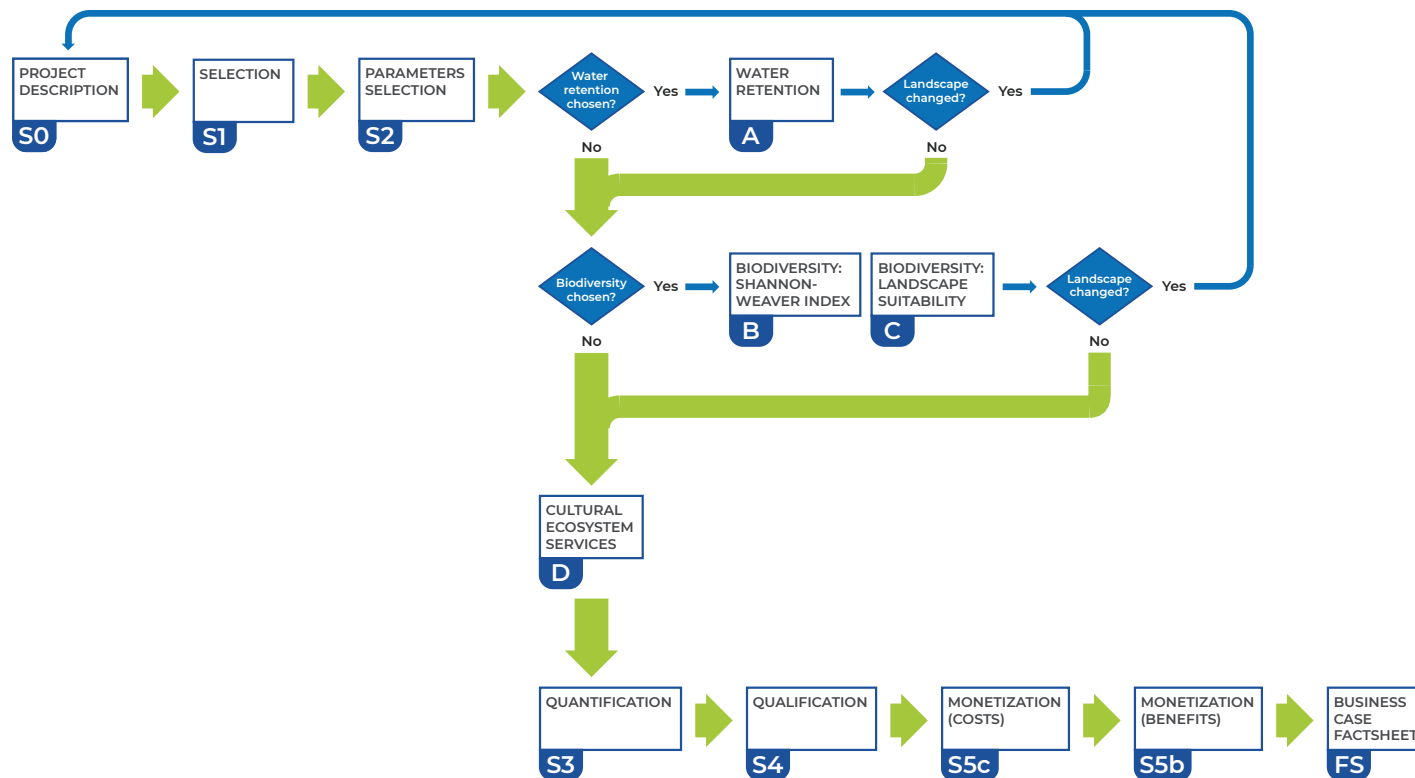 PROJECT
DESCRIPTION
S0
SELECTION
S1
PARAMETERS
SELECTION
S2
Water
retention
chosen?
Yes
WATER
RETENTION
A
Landscape
changed?
Yes
No
No
Biodiversity
chosen?
Yes
BIODIVERSITY:
SHANNON-
WEAVER INDEX
B
BIODIVERSITY:
LANDSCAPE
SUITABILITY
C
Landscape
changed?
Yes
No
No
CULTURAL
ECOSYSTEM
SERVICES
D
QUANTIFICATION
S3
QUALIFICATION
S4
MONETIZATION
(COSTS)
S5c
MONETIZATION
(BENEFITS)
S5b
BUSINESS
CASE
FACTSHEET
FS